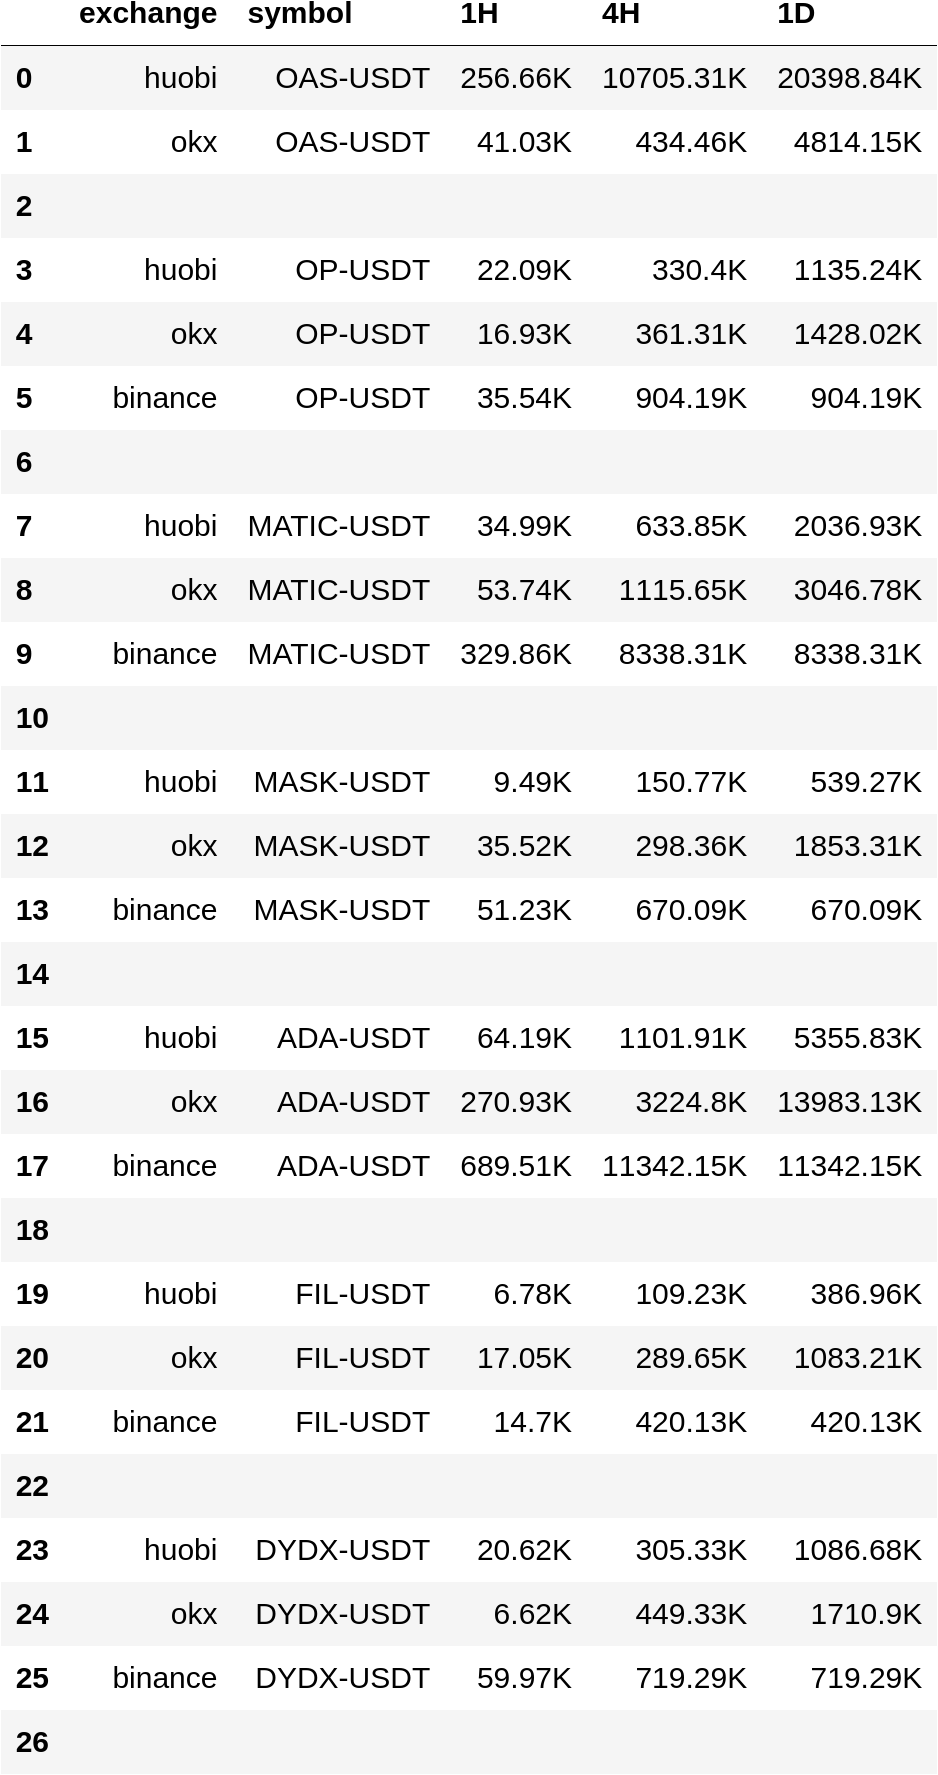 exchange symbol 1H 4H 1D
0 huobi OAS-USDT 256.66K 10705.31K 20398.84K
1 okx OAS-USDT 41.03K 434.46K 4814.15K
2
3 huobi OP-USDT 22.09K 330.4K 1135.24K
4 okx OP-USDT 16.93K 361.31K 1428.02K
5 binance OP-USDT 35.54K 904.19K 904.19K
6
7 huobi MATIC-USDT 34.99K 633.85K 2036.93K
8 okx MATIC-USDT 53.74K 1115.65K 3046.78K
9 binance MATIC-USDT 329.86K 8338.31K 8338.31K
10
11 huobi MASK-USDT 9.49K 150.77K 539.27K
12 okx MASK-USDT 35.52K 298.36K 1853.31K
13 binance MASK-USDT 51.23K 670.09K 670.09K
14
15 huobi ADA-USDT 64.19K 1101.91K 5355.83K
16 okx ADA-USDT 270.93K 3224.8K 13983.13K
17 binance ADA-USDT 689.51K 11342.15K 11342.15K
18
19 huobi FIL-USDT 6.78K 109.23K 386.96K
20 okx FIL-USDT 17.05K 289.65K 1083.21K
21 binance FIL-USDT 14.7K 420.13K 420.13K
22
23 huobi DYDX-USDT 20.62K 305.33K 1086.68K
24 okx DYDX-USDT 6.62K 449.33K 1710.9K
25 binance DYDX-USDT 59.97K 719.29K 719.29K
26